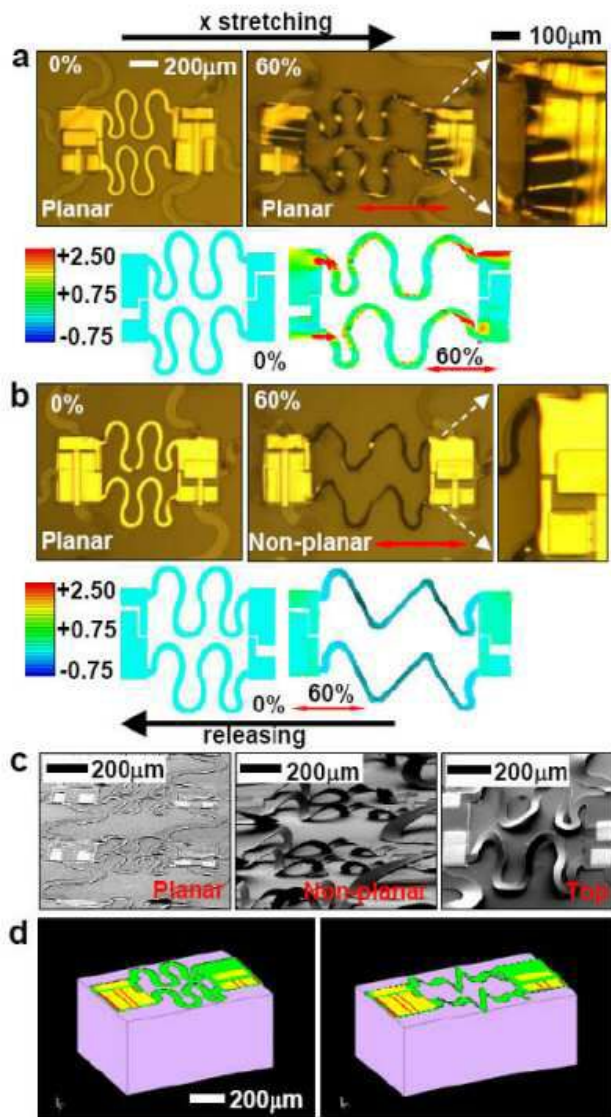 x stretching
100μm
a
0%
200μm
60%
Planar
Planar
+2.50
+0.75
-0.75
0%
60%
b
0%
60%
Planar
Non-planar
+2.50
+0.75
-0.75
0%
60%
releasing
c
200μm
200μm
200μm
Planar
Non-planar
Top
d
200μm